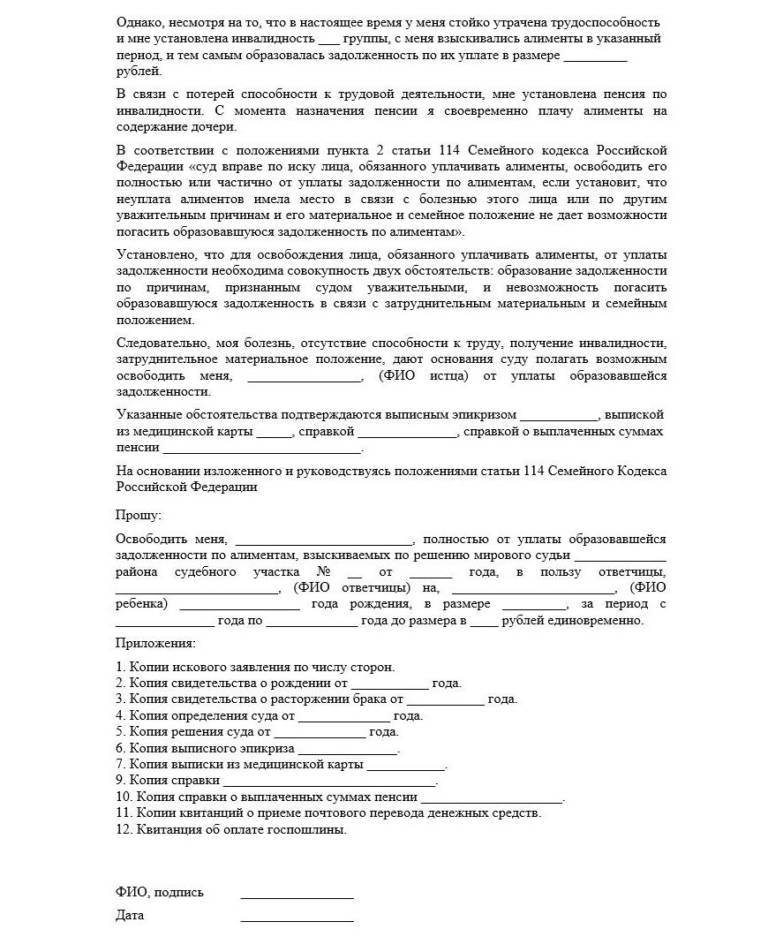 Однако, несмотря на то, что в настоящее время у меня стойко утрачена трудоспособность
и мне установлена инвалидность ___ группы, с меня взыскивались алименты в указанный
период, и тем самым образовалась задолженность по их уплате в размере _________
рублей.
В связи с потерей способности к трудовой деятельности, мне установлена пенсия по
инвалидности. С момента назначения пенсии я своевременно плачу алименты на
содержание дочери.
В соответствии с положениями пункта 2 статьи 114 Семейного кодекса Российской
Федерации «суд вправе по иску лица, обязанного уплачивать алименты, освободить его
полностью или частично от уплаты задолженности по алиментам, если установит, что
неуплата алиментов имела место в связи с болезнью этого лица или по другим
уважительным причинам и его материальное и семейное положение не дает возможности
погасить образовавшуюся задолженность по алиментам».
Установлено, что для освобождения лица, обязанного уплачивать алименты, от уплаты
задолженности необходима совокупность двух обстоятельств: образование задолженности
по причинам, признанным судом уважительными, и невозможность погасить
образовавшуюся задолженность в связи с затруднительным материальным и семейным
положением.
Следовательно, моя болезнь, отсутствие способности к труду, получение инвалидности,
затруднительное материальное положение, дают основания суду полагать возможным
освободить меня, ________________, (ФИО истца) от уплаты образовавшейся
задолженности.
Указанные обстоятельства подтверждаются выписным эпикризом ___________, выпиской
из медицинской карты _____, справкой ______________, справкой о выплаченных суммах
пенсии ____________________________.
На основании изложенного и руководствуясь положениями статьи 114 Семейного Кодекса
Российской Федерации
Прошу:
Освободить меня, _________________________, полностью от уплаты образовавшейся
задолженности по алиментам, взыскиваемых по решению мирового судьи _____________
района судебного участка № __ от ______ года, в пользу ответчицы,
_______________________, (ФИО ответчицы) на, _______________________, (ФИО
ребенка) _________________ года рождения, в размере _________, за период с
______________ года по _____________ года до размера в ____ рублей единовременно.
Приложения:
1. Копии искового заявления по числу сторон.
2. Копия свидетельства о рождении от ___________ года.
3. Копия свидетельства о расторжении брака от ___________ года.
4. Копия определения суда от _____________ года.
5. Копия решения суда от _____________ года.
6. Копия выписного эпикриза ______________.
7. Копия выписки из медицинской карты ___________.
9. Копия справки ______________________________.
10. Копия справки о выплаченных суммах пенсии ____________________.
11. Копии квитанций о приеме почтового перевода денежных средств.
12. Квитанция об оплате госпошлины.
ФИО, подпись ________________
Дата ________________